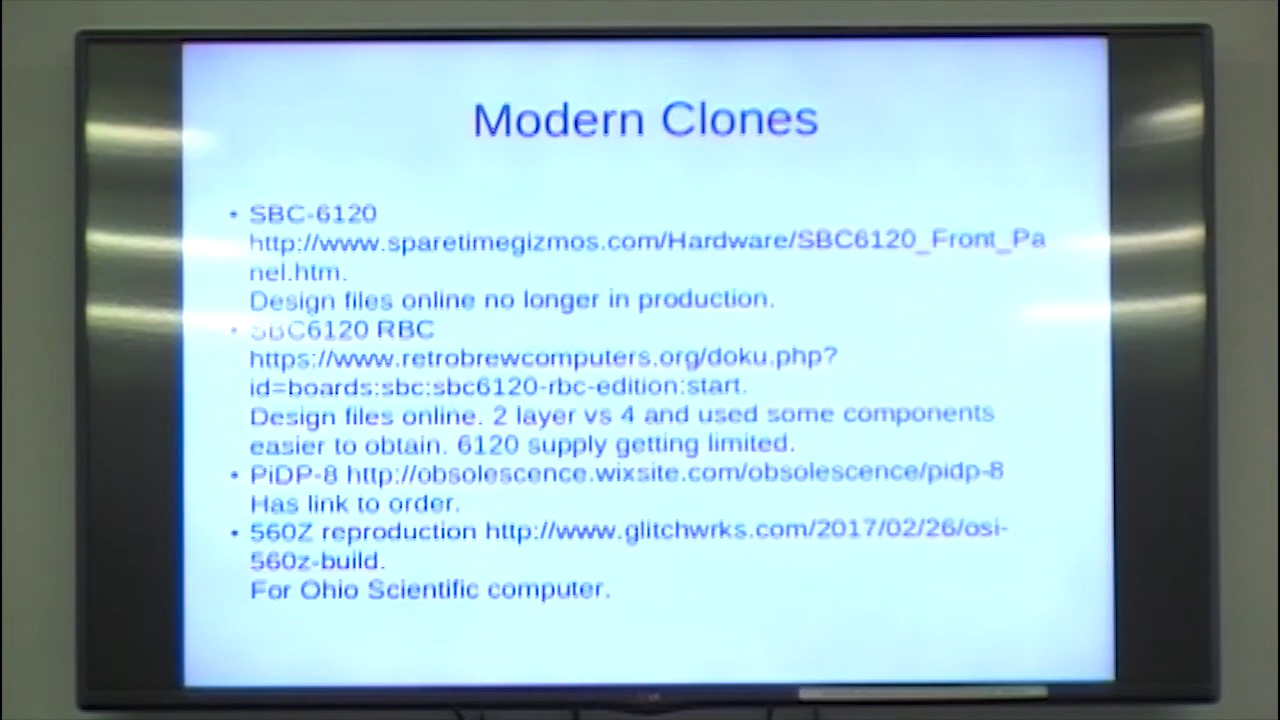 Modern Clones
• SBC-6120
http://www.sparetimegizmos.com/Hardware/SBC6120_Front_Pa
nel.htm.
Design files online no longer in production.
• SBC6120 RBC
https://www.retrobrewcomputers.org/doku.php?
id=boards:sbc:sbc6120-rbc-edition:start.
Design files online. 2 layer vs 4 and used some components
easier to obtain. 6120 supply getting limited.
• PiDP-8 http://obsolescence.wixsite.com/obsolescence/pidp-8
Has link to order.
• 560Z reproduction http://www.glitchwrks.com/2017/02/26/osi-
560z-build.
For Ohio Scientific computer.